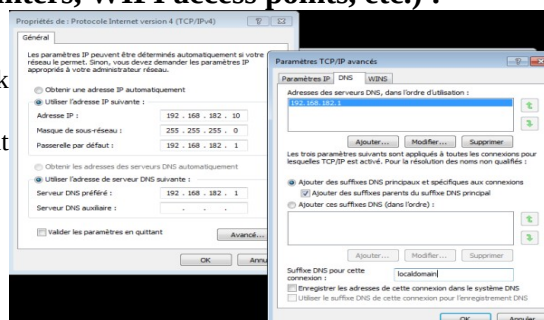 nters, WIFI access points, etc.) :
k
t
Propriétés de : Protocole Internet version 4 (TCP/IPv4)
Général
Les paramètres IP peuvent être déterminés automatiquement si votre
réseau le permet. Sinon, vous devez demander les paramètres IP
appropriés à votre administrateur réseau.
Obtenir une adresse IP automatiquement
Utiliser l'adresse IP suivante :
Adresse IP : 192 . 168 . 182 . 10
Masque de sous-réseau : 255 . 255 . 255 . 0
Passerelle par défaut : 192 . 168 . 182 . 1
Obtenir les adresses des serveurs DNS automatiquement
Utiliser l'adresse de serveur DNS suivante :
Serveur DNS préféré : 192 . 168 . 182 . 1
Serveur DNS auxiliaire : . . .
Valider les paramètres en quittant
Avancé...
OK Annu
Paramètres TCP/IP avancés
Paramètres IP DNS WINS
Adresses des serveurs DNS, dans l'ordre d'utilisation :
192.168.182.1
Ajouter... Modifier... Supprimer
Les trois paramètres suivants sont appliqués à toutes les connexions pour
lesquelles TCP/IP est activé. Pour la résolution des noms non qualifiés :
Ajouter des suffixes DNS principaux et spécifiques aux connexions
Ajouter des suffixes parents du suffixe DNS principal
Ajouter ces suffixes DNS (dans l'ordre) :
Ajouter... Modifier... Supprimer
Suffixe DNS pour cette
connexion : localdomain
Enregistrer les adresses de cette connexion dans le système DNS
Utiliser le suffixe DNS de cette connexion pour l'enregistrement DNS
OK Annuler